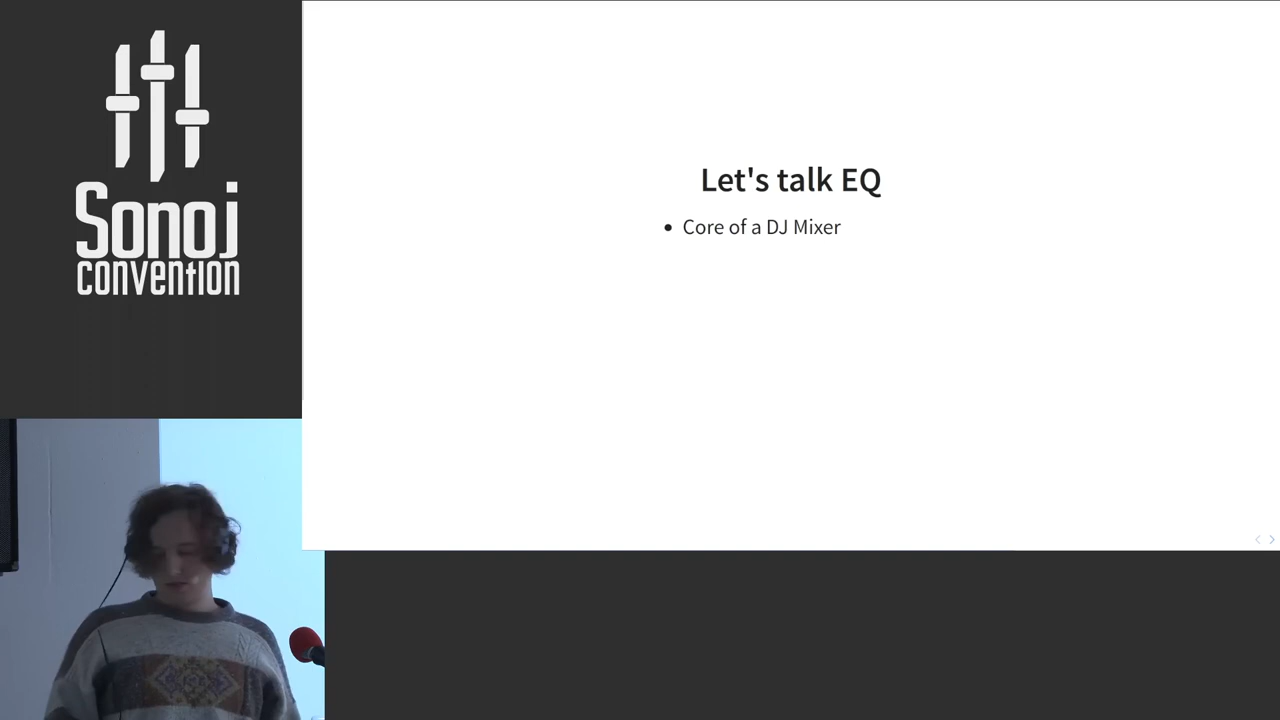 Sonoj
convention
Let's talk EQ
• Core of a DJ Mixer